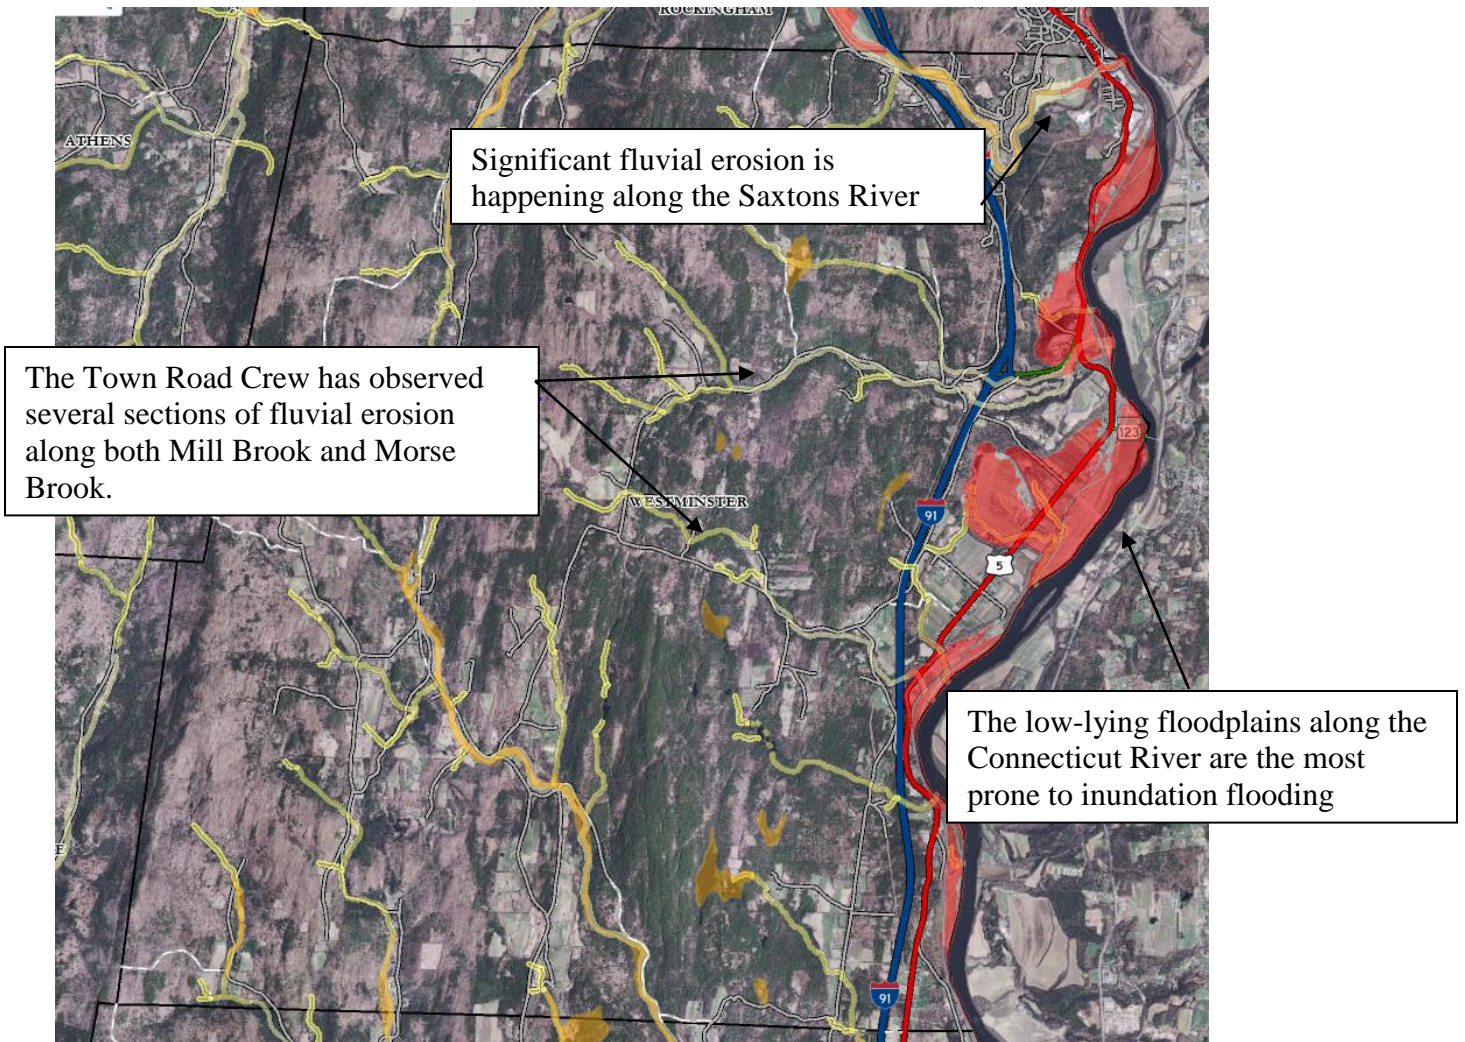 ROCKINGHAM
ATHENS
Significant fluvial erosion is
happening along the Saxtons River
The Town Road Crew has observed
several sections of fluvial erosion
along both Mill Brook and Morse
Brook.
123
WESTMINSTER
91
5
The low-lying floodplains along the
Connecticut River are the most
prone to inundation flooding
E
91